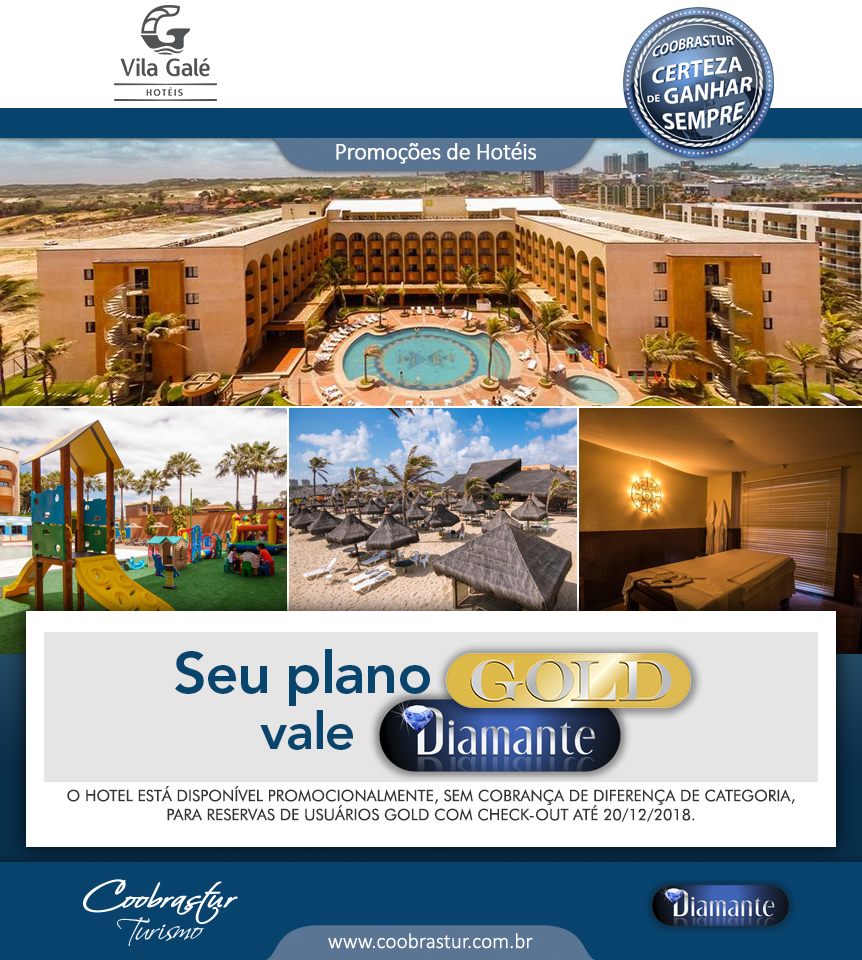 Vila Galé
HOTÉIS
COOBRASTUR
CERTEZA
DE GANHAR
SEMPRE
Promoções de Hotéis
Seu plano GOLD
vale Diamante
O HOTEL ESTÁ DISPONÍVEL PROMOCIONALMENTE, SEM COBRANÇA DE DIFERENÇA DE CATEGORIA,
PARA RESERVAS DE USUÁRIOS GOLD COM CHECK-OUT ATÉ 20/12/2018.
Coobrastur
Turismo
Diamante
www.coobrastur.com.br